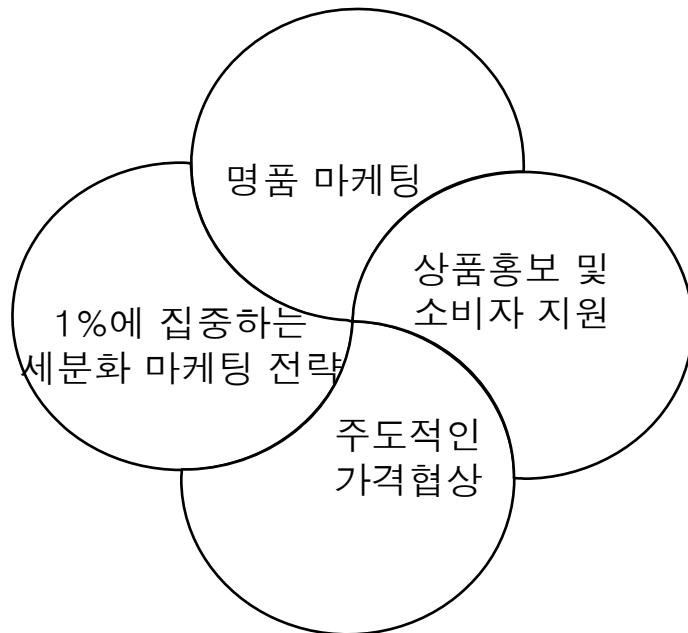 명품 마케팅
상품홍보 및
소비자 지원
1%에 집중하는
세분화 마케팅 전략
주도적인
가격협상